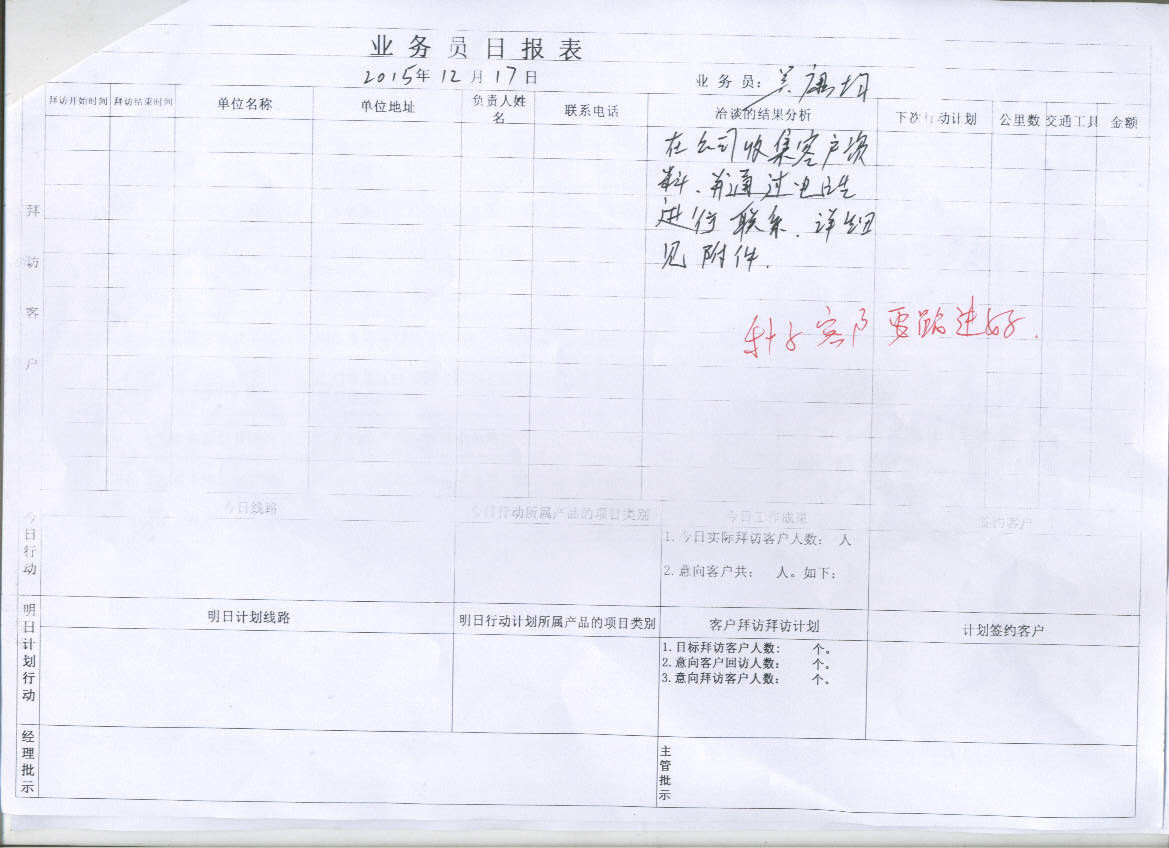 业务员日报表
2015年12月17日
业务员：吴
拜访开始时间 拜访结束时间 单位名称 单位地址 负责人姓名 联系电话 洽谈的结果分析 下次行动计划 公里数 交通工具 金额
拜访客户
在公司收集客户资
料、并通过电话
进行联系、详细
见附件.
客户要跟进好.
今日行动
今日线路 今日行动所属产品的项目类别 今日工作成果 签约客户
1.今日实际拜访客户人数： 人
2.意向客户共： 人。如下：
明日计划行动
明日计划线路 明日行动计划所属产品的项目类别 客户拜访拜访计划 计划签约客户
1.目标拜访客户人数： 个。
2.意向客户回访人数： 个。
3.意向拜访客户人数： 个。
经理批示 主管批示